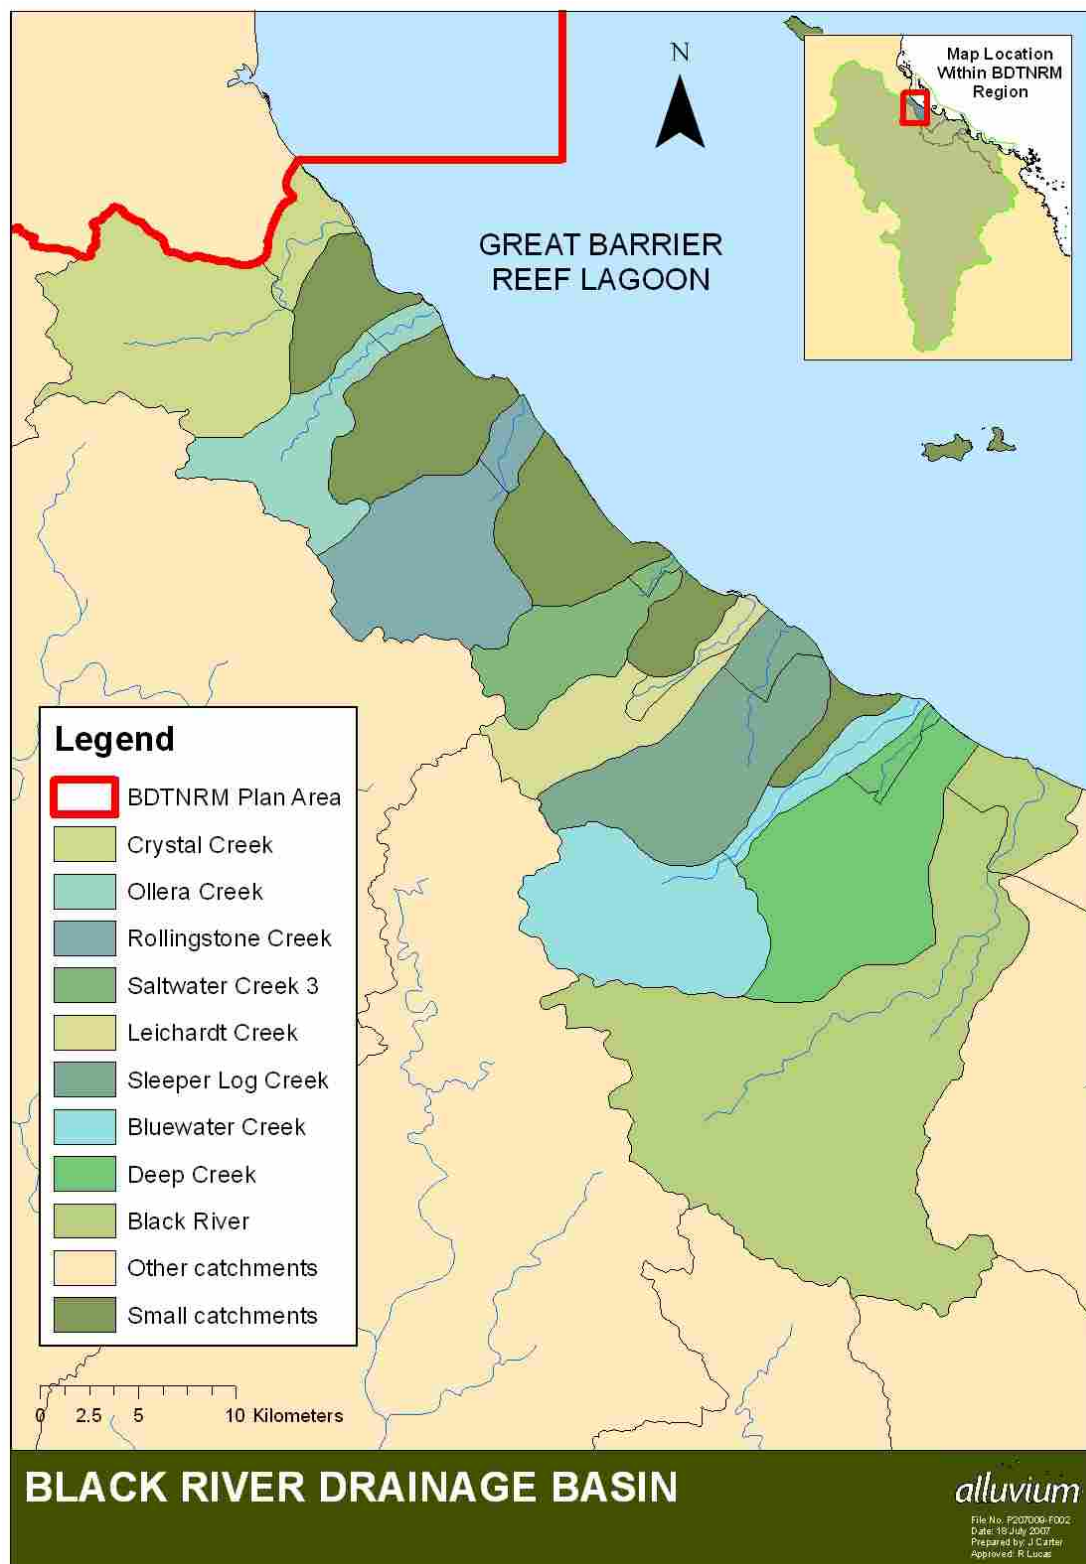 N
Map Location
Within BDTNRM
Region
GREAT BARRIER
REEF LAGOON
Legend
BDTNRM Plan Area
Crystal Creek
Ollera Creek
Rollingstone Creek
Saltwater Creek 3
Leichardt Creek
Sleeper Log Creek
Bluewater Creek
Deep Creek
Black River
Other catchments
Small catchments
0 2.5 5 10 Kilometers
BLACK RIVER DRAINAGE BASIN
alluvium
File No. P207009-F002
Date: 18 July 2007
Prepared by: J Carter
Approved: R Lucas